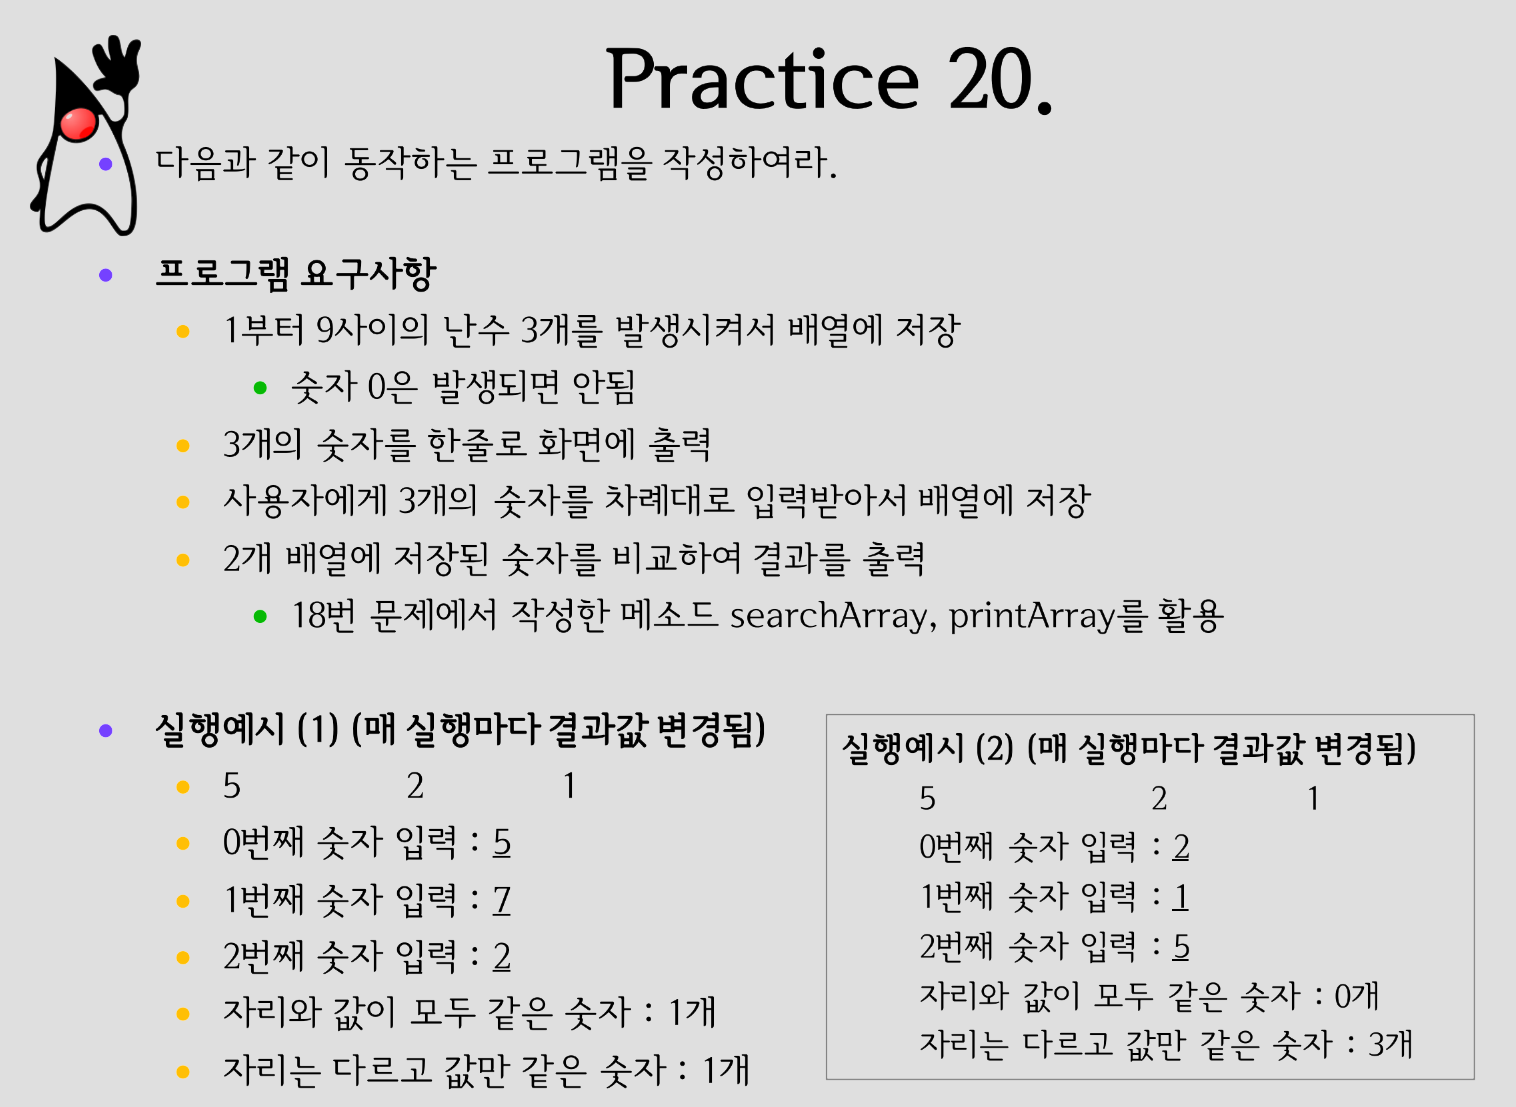 Practice 20.
다음과 같이 동작하는 프로그램을 작성하여라.
프로그램 요구사항
1부터 9사이의 난수 3개를 발생시켜서 배열에 저장
숫자 0은 발생되면 안됨
3개의 숫자를 한줄로 화면에 출력
사용자에게 3개의 숫자를 차례대로 입력받아서 배열에 저장
2개 배열에 저장된 숫자를 비교하여 결과를 출력
18번 문제에서 작성한 메소드 searchArray, printArray를 활용
실행예시 (1) (매 실행마다 결과값 변경됨)
5 2 1
0번째 숫자 입력 : 5
1번째 숫자 입력 : 7
2번째 숫자 입력 : 2
자리와 값이 모두 같은 숫자 : 1개
자리는 다르고 값만 같은 숫자 : 1개
실행예시 (2) (매 실행마다 결과값 변경됨)
5 2 1
0번째 숫자 입력 : 2
1번째 숫자 입력 : 1
2번째 숫자 입력 : 5
자리와 값이 모두 같은 숫자 : 0개
자리는 다르고 값만 같은 숫자 : 3개